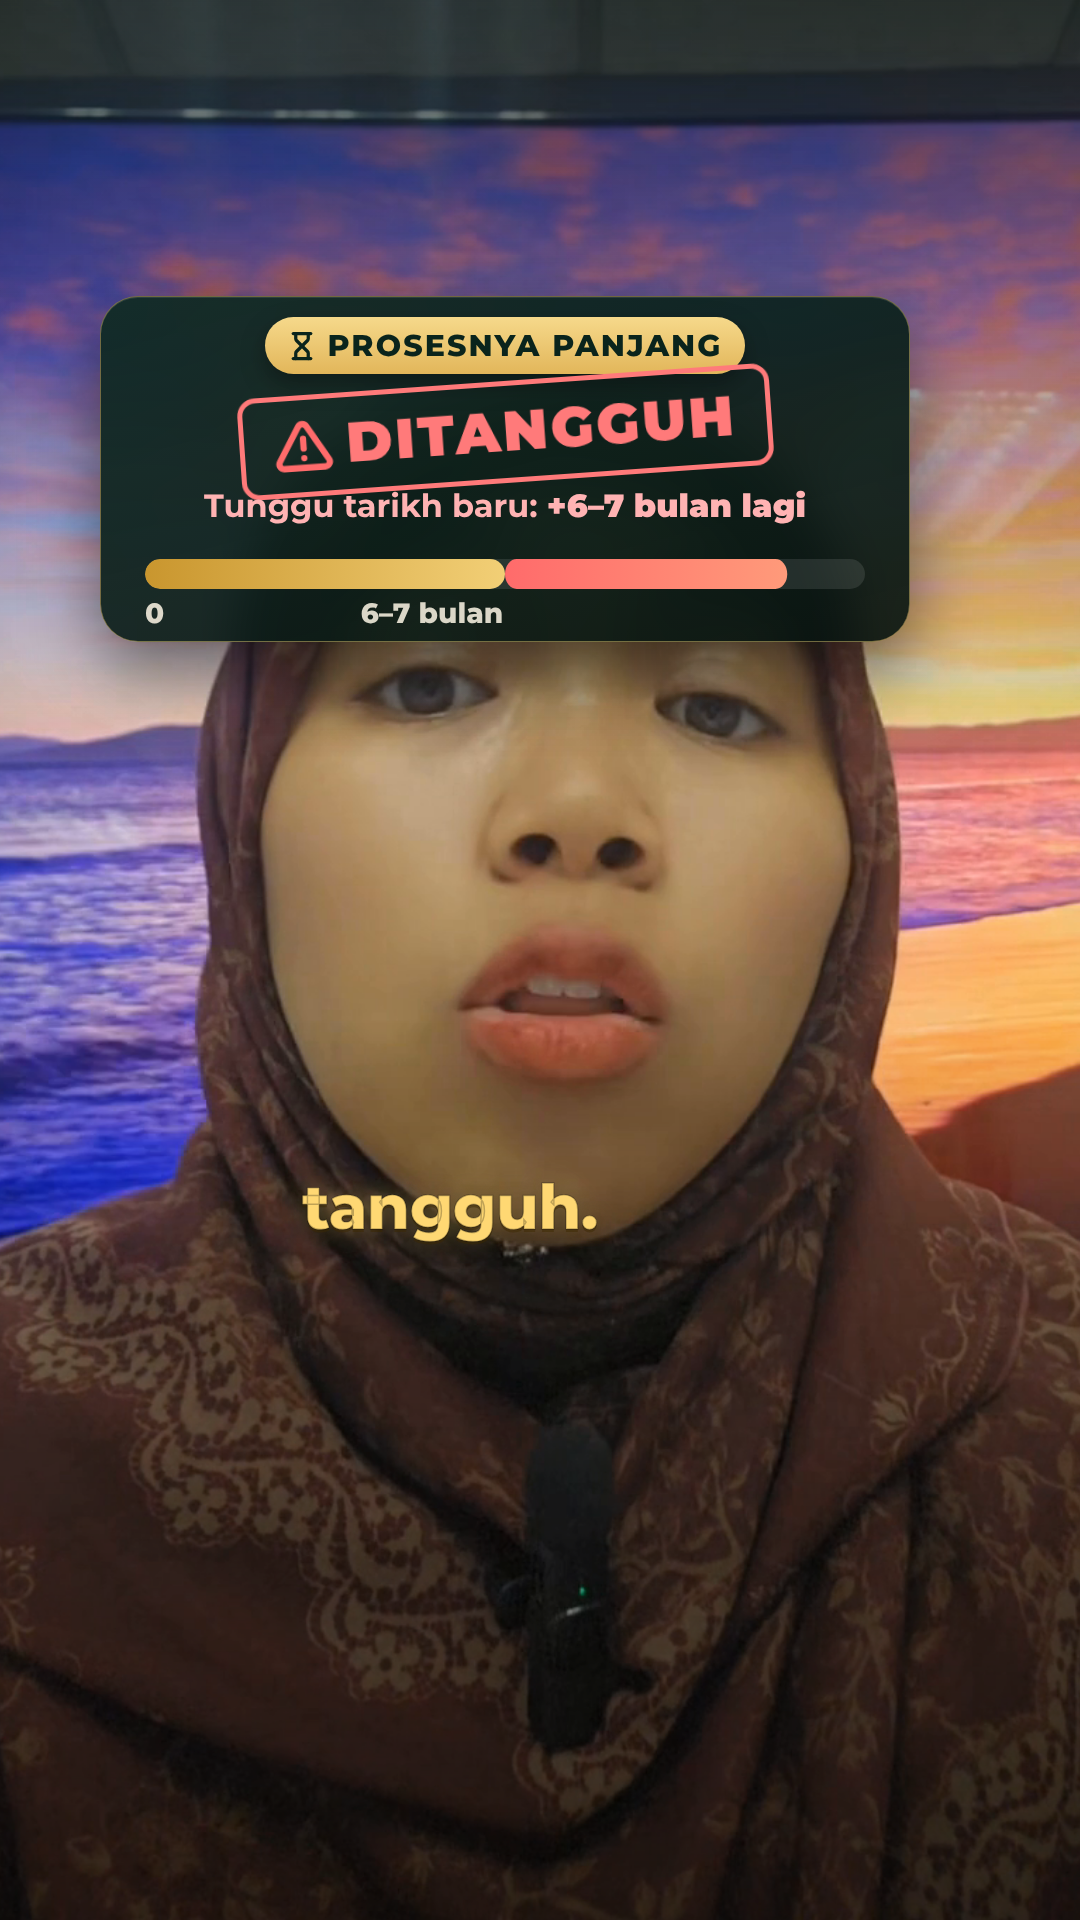 PROSESNYA PANJANG
DITANGGUH
Tunggu tarikh baru: +6–7 bulan lagi
0 6–7 bulan
tangguh.